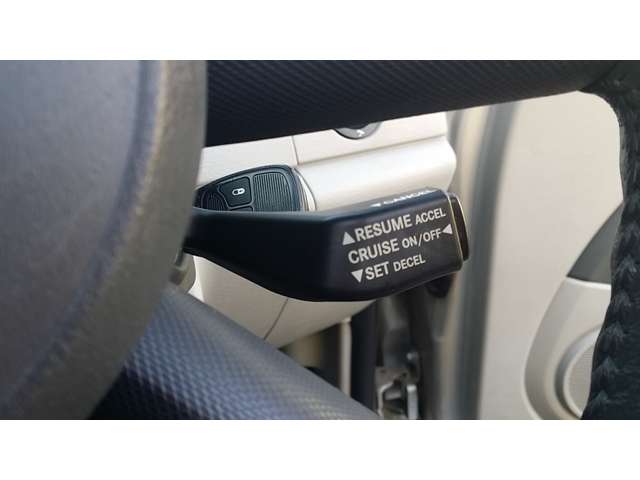 ▼CANCEL
▲RESUME ACCEL
CRUISE ON/OFF◄
▼SET DECEL